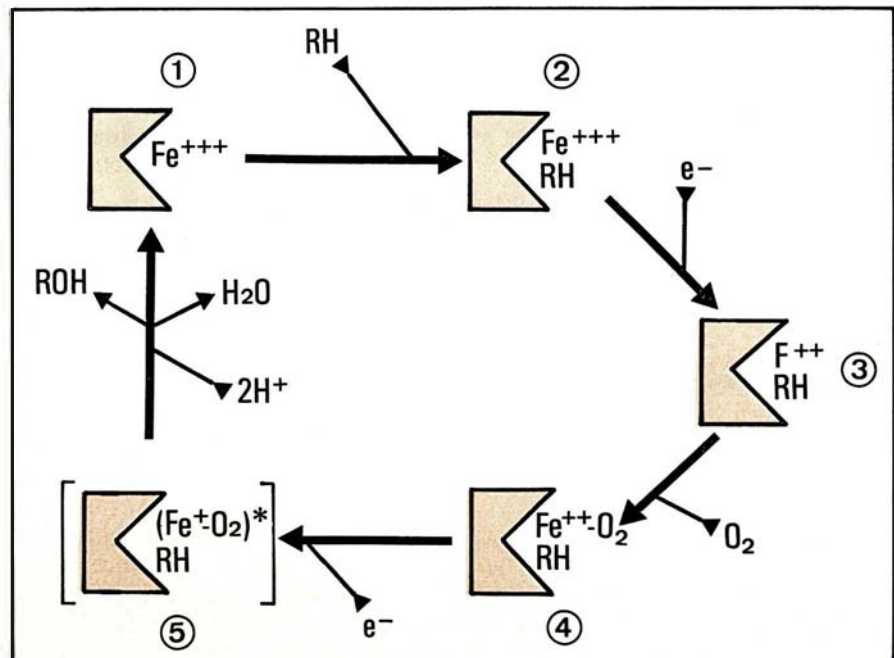 RH
①
②
Fe+++
Fe+++
RH
e-
ROH
H2O
2H+
F++
RH
③
(Fe+-O2)*
RH
Fe++-O2
RH
O2
e-
⑤
④